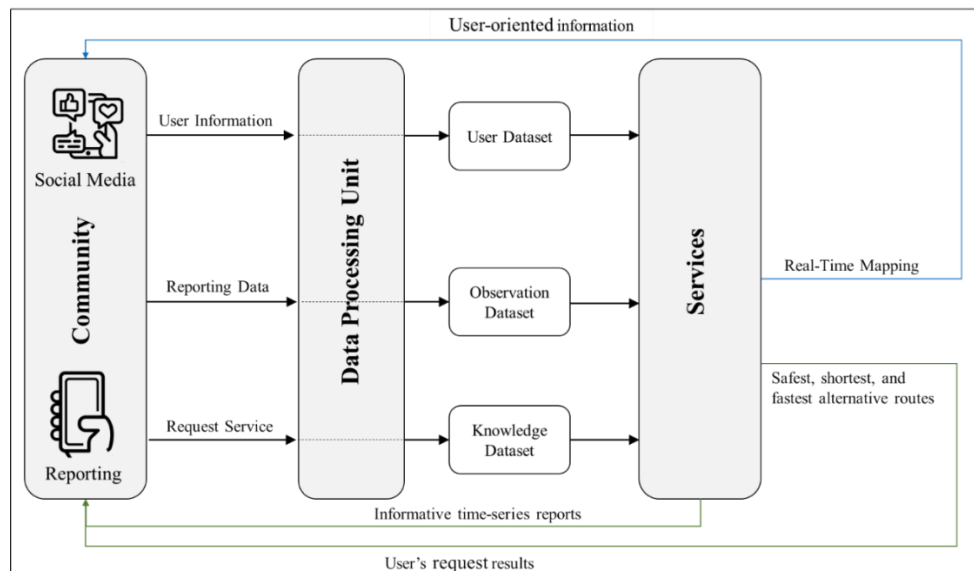 User-oriented information
Social Media
Community
Reporting
User Information
Reporting Data
Request Service
Data Processing Unit
User Dataset
Observation
Dataset
Knowledge
Dataset
Services
Real-Time Mapping
Safest, shortest, and
fastest alternative routes
Informative time-series reports
User’s request results